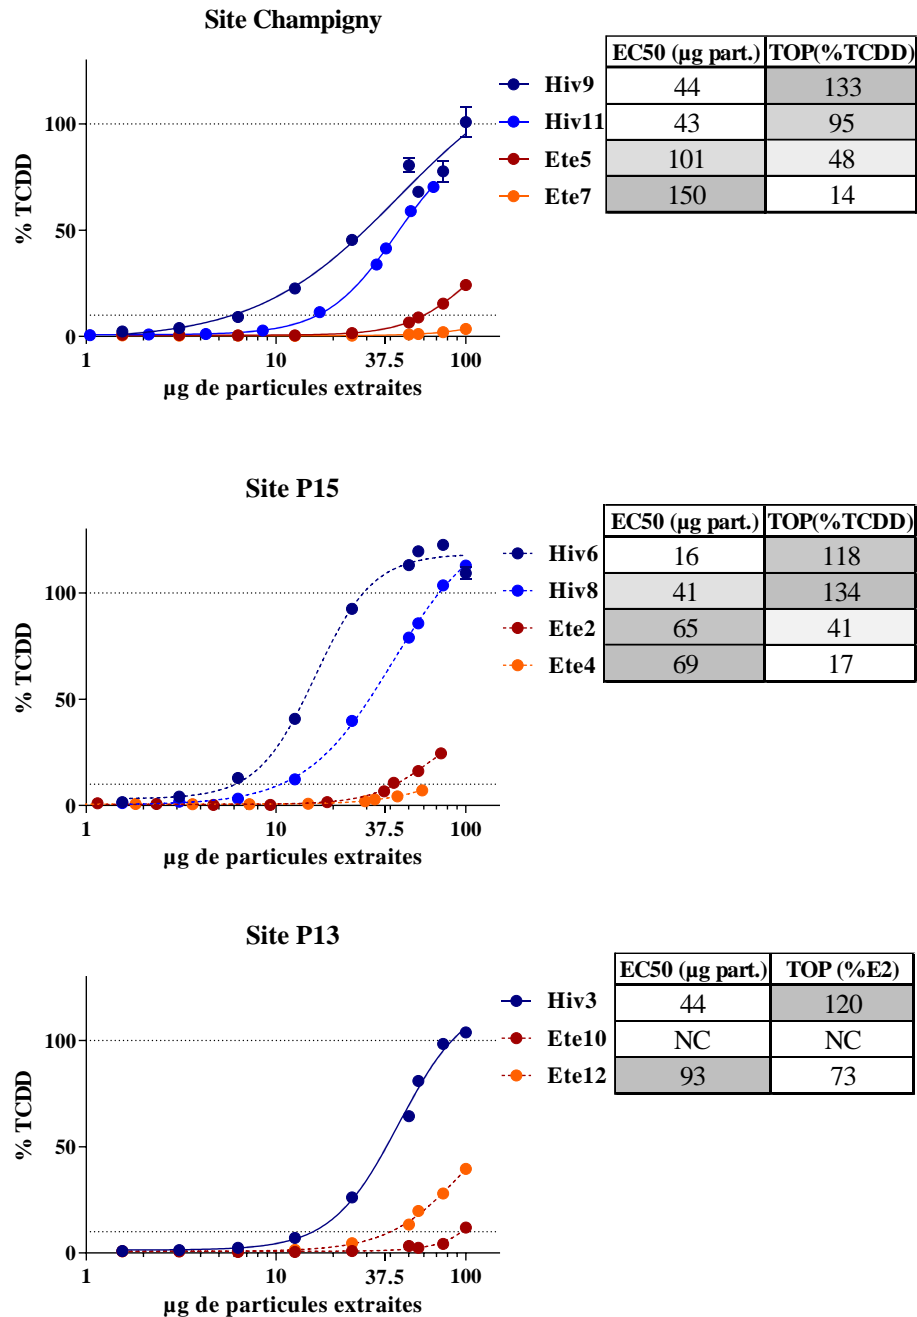 Site Champigny
% TCDD
100
50
0
1
10
37.5
100
µg de particules extraites
Hiv9
Hiv11
Ete5
Ete7
EC50 (µg part.) TOP(%TCDD)
44 133
43 95
101 48
150 14
Site P15
% TCDD
100
50
0
1
10
37.5
100
µg de particules extraites
Hiv6
Hiv8
Ete2
Ete4
EC50 (µg part.) TOP(%TCDD)
16 118
41 134
65 41
69 17
Site P13
% TCDD
100
50
0
1
10
37.5
100
µg de particules extraites
Hiv3
Ete10
Ete12
EC50 (µg part.) TOP (%E2)
44 120
NC NC
93 73